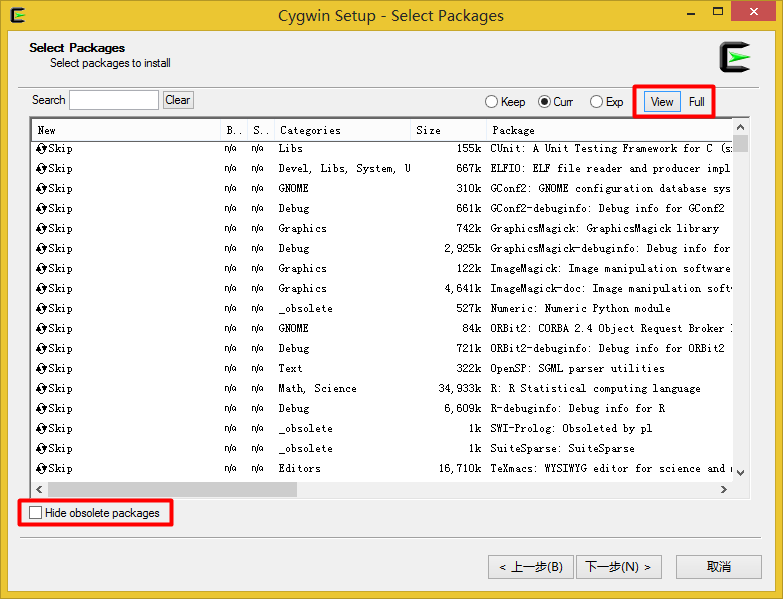 Cygwin Setup - Select Packages
Select Packages
Select packages to install
Search Clear Keep Curr Exp View Full
New B.. S.. Categories Size Package
Skip n/a n/a Libs 155k CUnit: A Unit Testing Framework for C
Skip n/a n/a Devel, Libs, System, U 667k ELFIO: ELF file reader and producer impl
Skip n/a n/a GNOME 310k GConf2: GNOME configuration database sys
Skip n/a n/a Debug 661k GConf2-debuginfo: Debug info for GConf2
Skip n/a n/a Graphics 742k GraphicsMagick: GraphicsMagick library
Skip n/a n/a Debug 2,925k GraphicsMagick-debuginfo: Debug info for
Skip n/a n/a Graphics 122k ImageMagick: Image manipulation software
Skip n/a n/a Graphics 4,641k ImageMagick-doc: Image manipulation soft
Skip n/a n/a _obsolete 527k Numeric: Numeric Python module
Skip n/a n/a GNOME 84k ORBit2: CORBA 2.4 Object Request Broker
Skip n/a n/a Debug 721k ORBit2-debuginfo: Debug info for ORBit2
Skip n/a n/a Text 322k OpenSP: SGML parser utilities
Skip n/a n/a Math, Science 34,933k R: R Statistical computing language
Skip n/a n/a Debug 6,609k R-debuginfo: Debug info for R
Skip n/a n/a _obsolete 1k SWI-Prolog: Obsoleted by pl
Skip n/a n/a _obsolete 1k SuiteSparse: SuiteSparse
Skip n/a n/a Editors 16,710k TeXmacs: WYSIWYG editor for science and
Hide obsolete packages
< 上一步(B) 下一步(N) > 取消